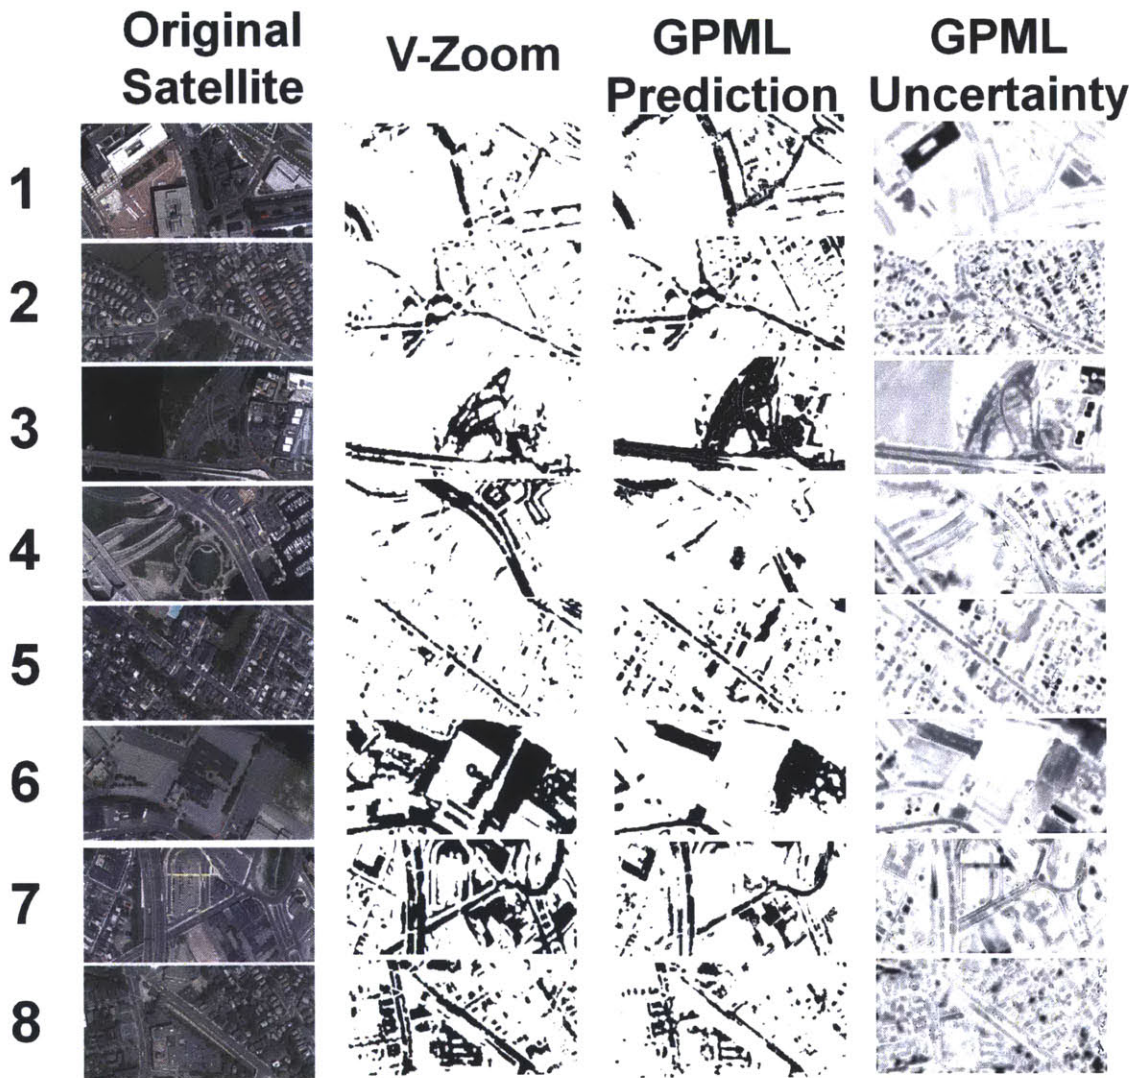 Original
Satellite
V-Zoom
GPML
Prediction
GPML
Uncertainty
1
2
3
4
5
6
7
8